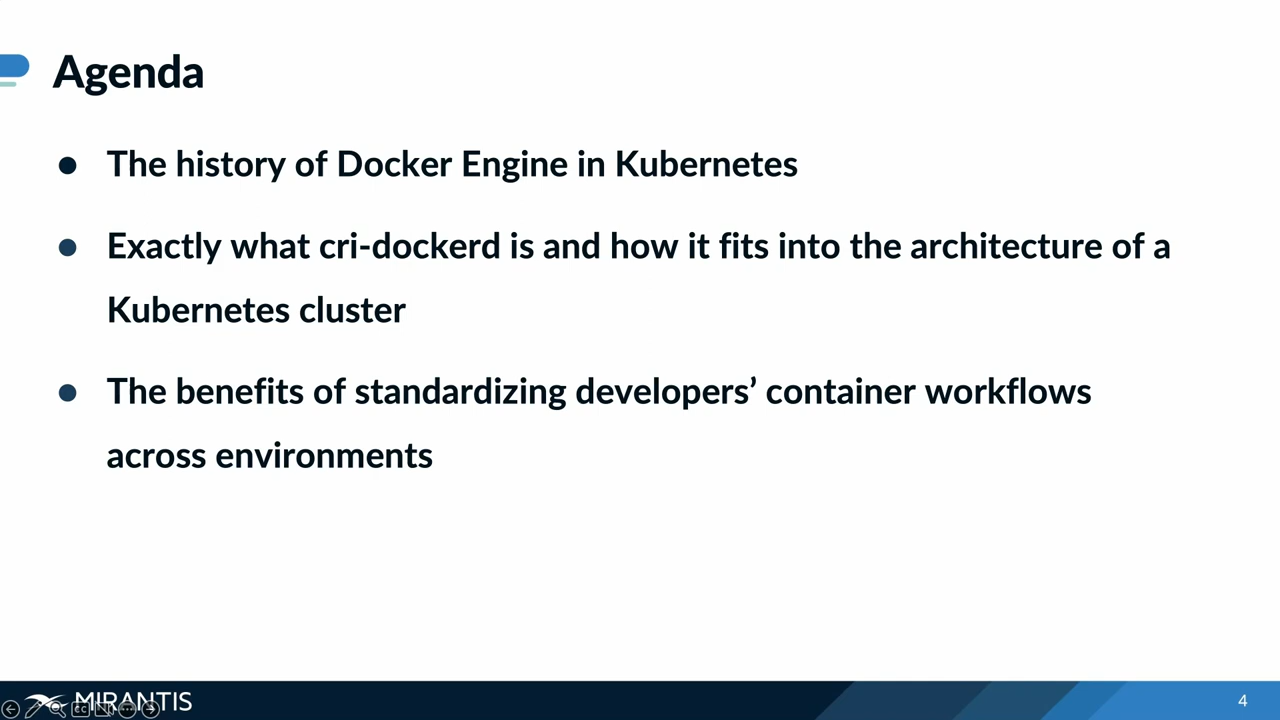 Agenda
● The history of Docker Engine in Kubernetes
● Exactly what cri-dockerd is and how it fits into the architecture of a
Kubernetes cluster
● The benefits of standardizing developers’ container workflows
across environments
MIRANTIS
CC
4